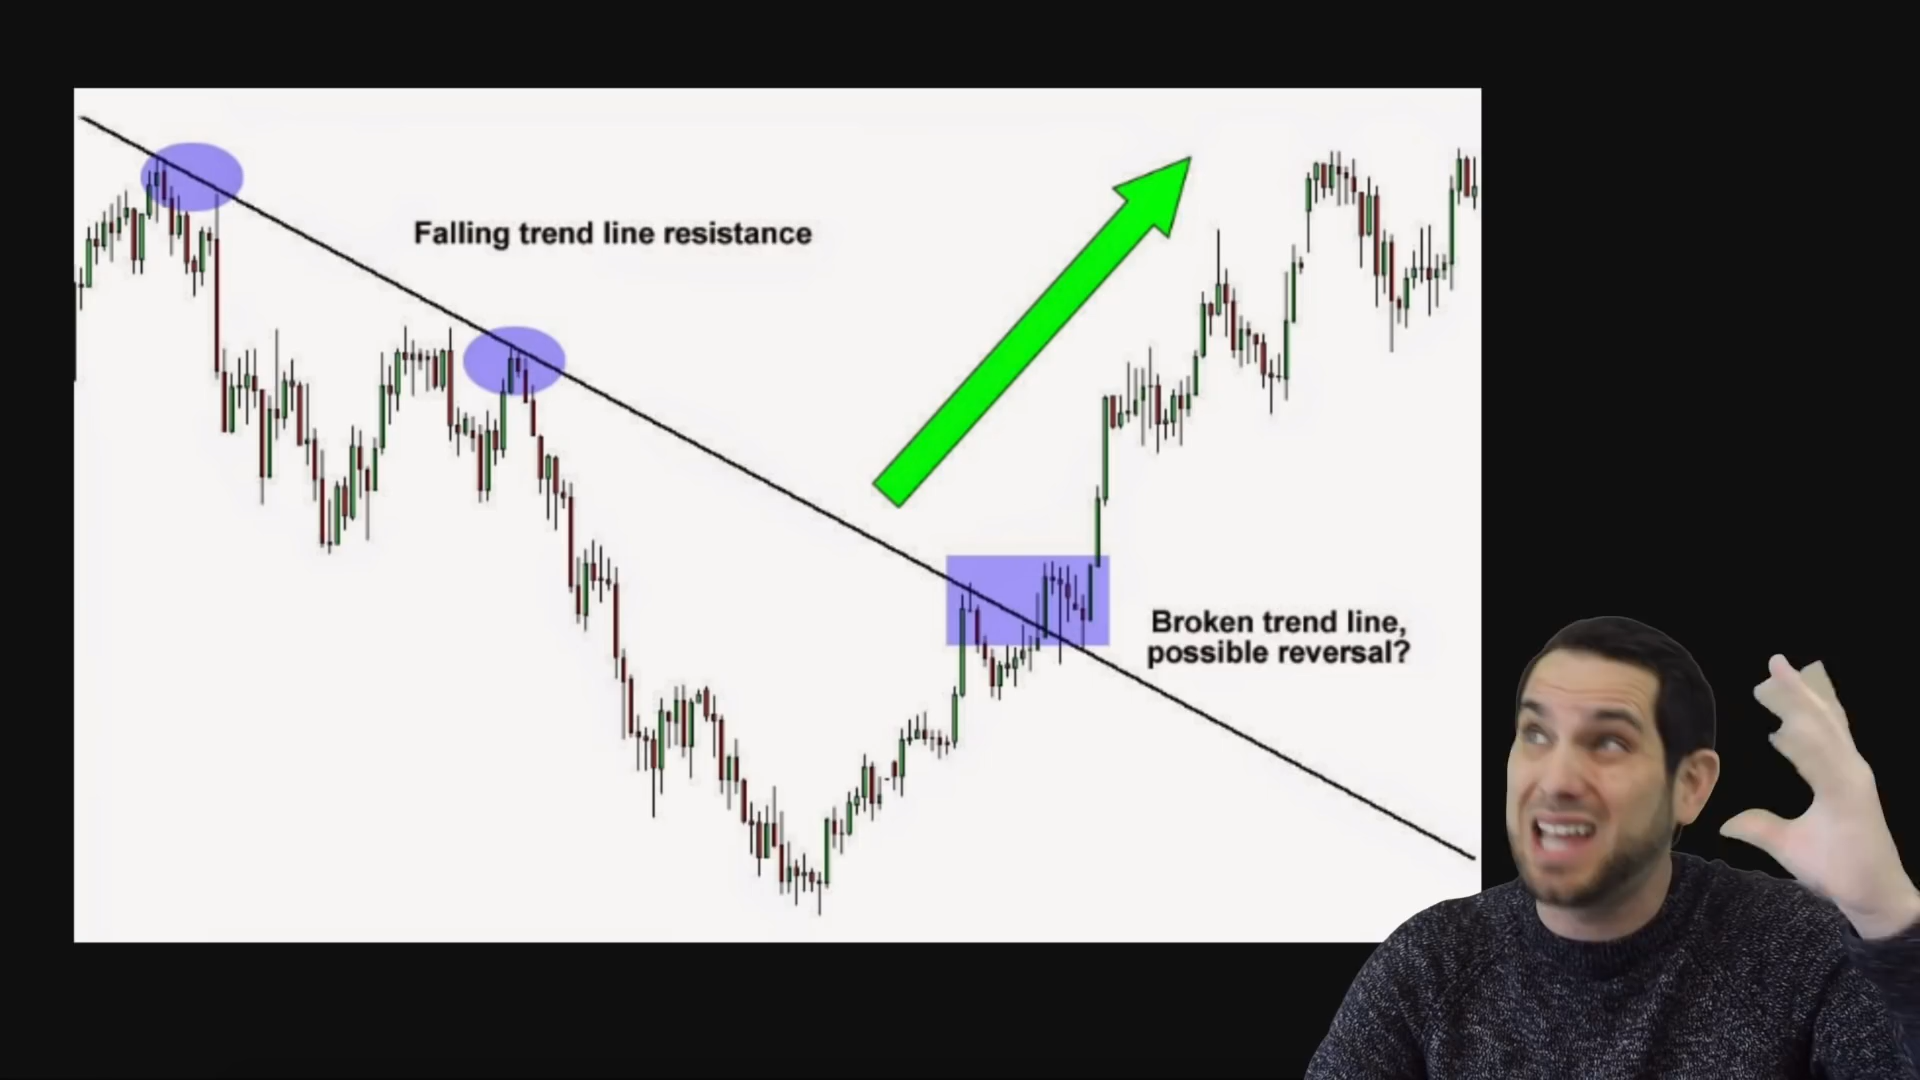 Falling trend line resistance
Broken trend line,
possible reversal?